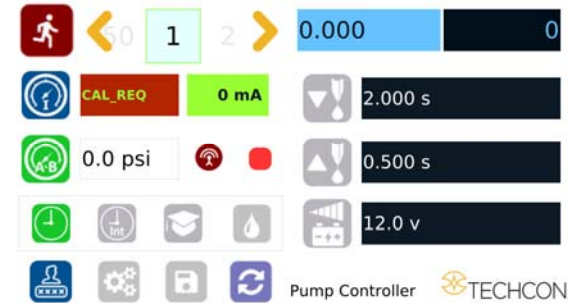 50 1 2 0.000 0
CAL_REQ 0 mA 2.000 s
A-B 0.0 psi 0.500 s
Int 12.0 v
xxxx Pump Controller TECHCON